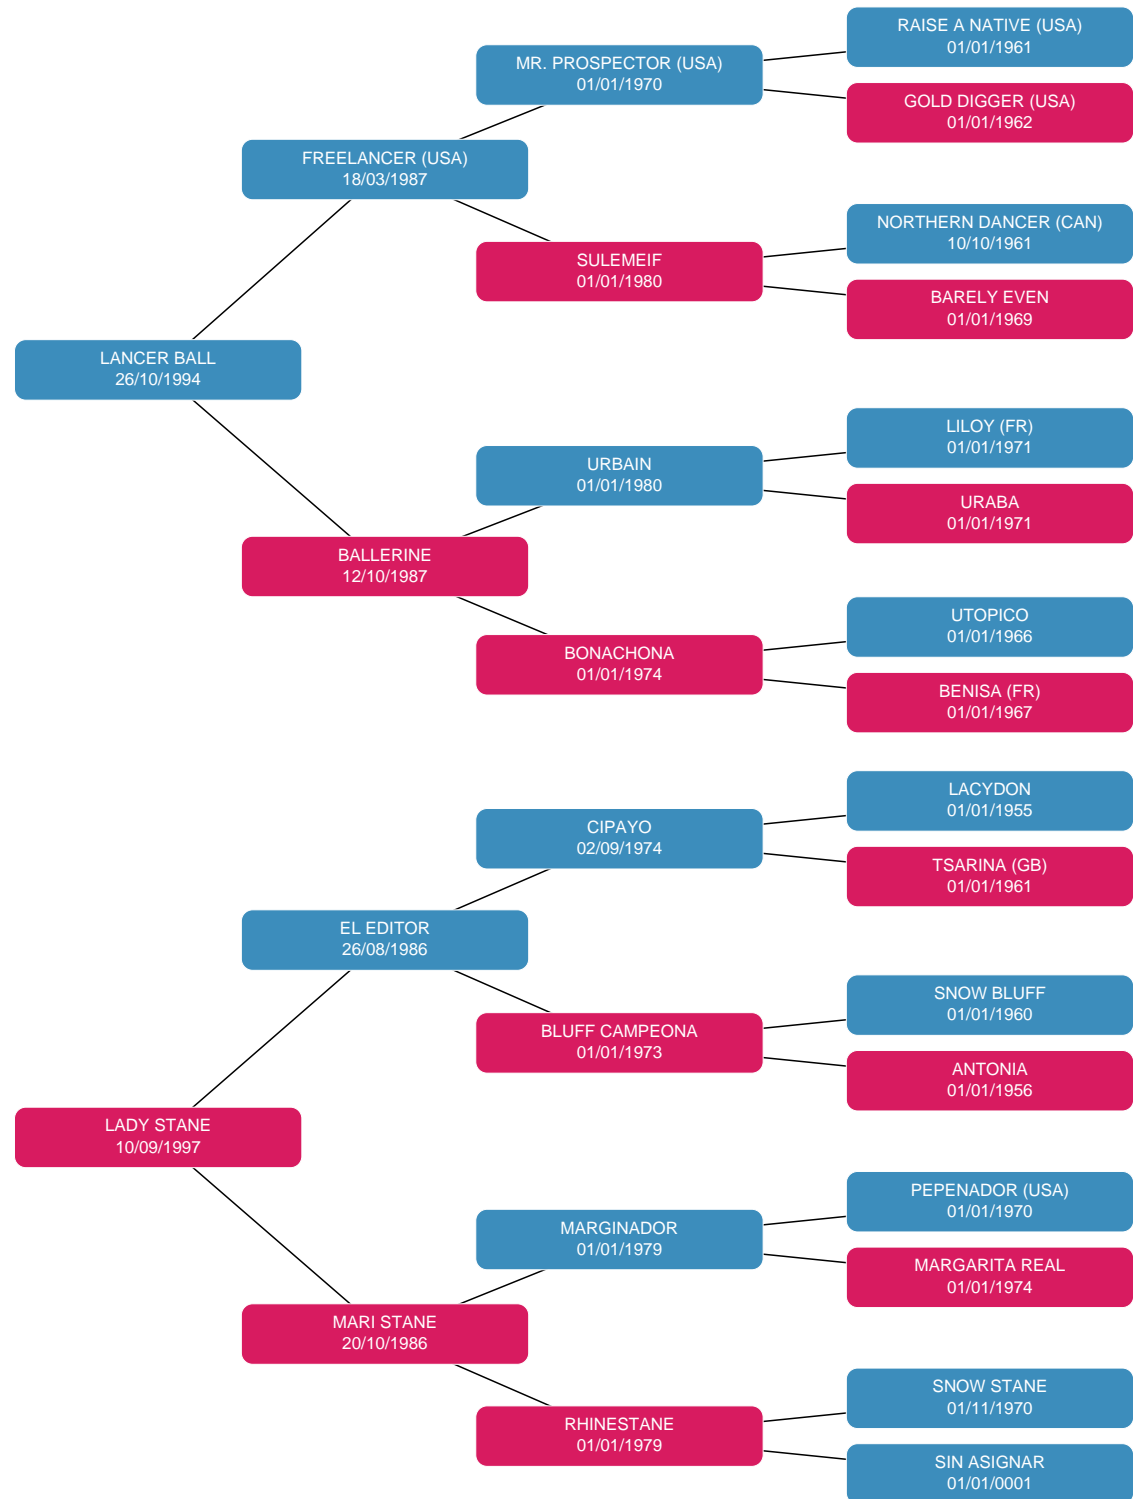 RAISE A NATIVE (USA)
01/01/1961
MR. PROSPECTOR (USA)
01/01/1970
GOLD DIGGER (USA)
01/01/1962
FREELANCER (USA)
18/03/1987
NORTHERN DANCER (CAN)
10/10/1961
SULEMEIF
01/01/1980
BARELY EVEN
01/01/1969
LANCER BALL
26/10/1994
LILOY (FR)
01/01/1971
URBAIN
01/01/1980
URABA
01/01/1971
BALLERINE
12/10/1987
UTOPICO
01/01/1966
BONACHONA
01/01/1974
BENISA (FR)
01/01/1967
LACYDON
01/01/1955
CIPAYO
02/09/1974
TSARINA (GB)
01/01/1961
EL EDITOR
26/08/1986
SNOW BLUFF
01/01/1960
BLUFF CAMPEONA
01/01/1973
ANTONIA
01/01/1956
LADY STANE
10/09/1997
PEPENADOR (USA)
01/01/1970
MARGINADOR
01/01/1979
MARGARITA REAL
01/01/1974
MARI STANE
20/10/1986
SNOW STANE
01/11/1970
RHINESTANE
01/01/1979
SIN ASIGNAR
01/01/0001